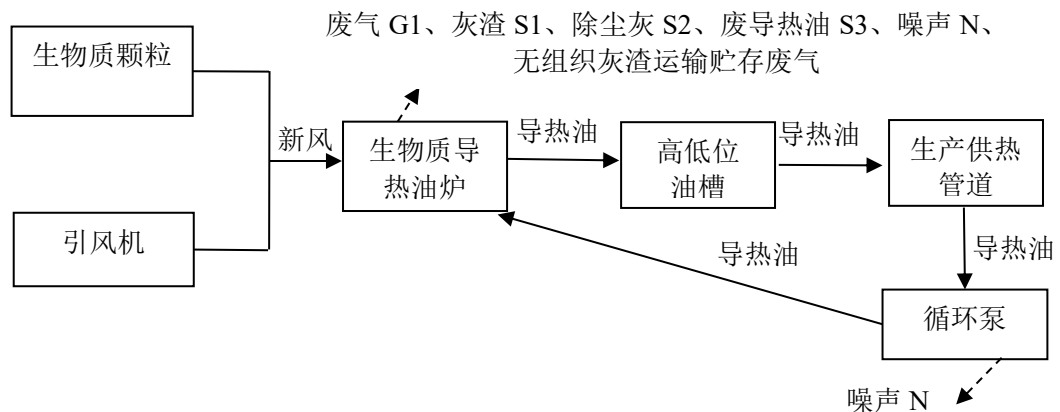 废气 G1、灰渣 S1、除尘灰 S2、废导热油 S3、噪声 N、
无组织灰渣运输贮存废气
生物质颗粒
引风机
新风
生物质导
热油炉
导热油
高低位
油槽
导热油
生产供热
管道
导热油
导热油
循环泵
噪声 N